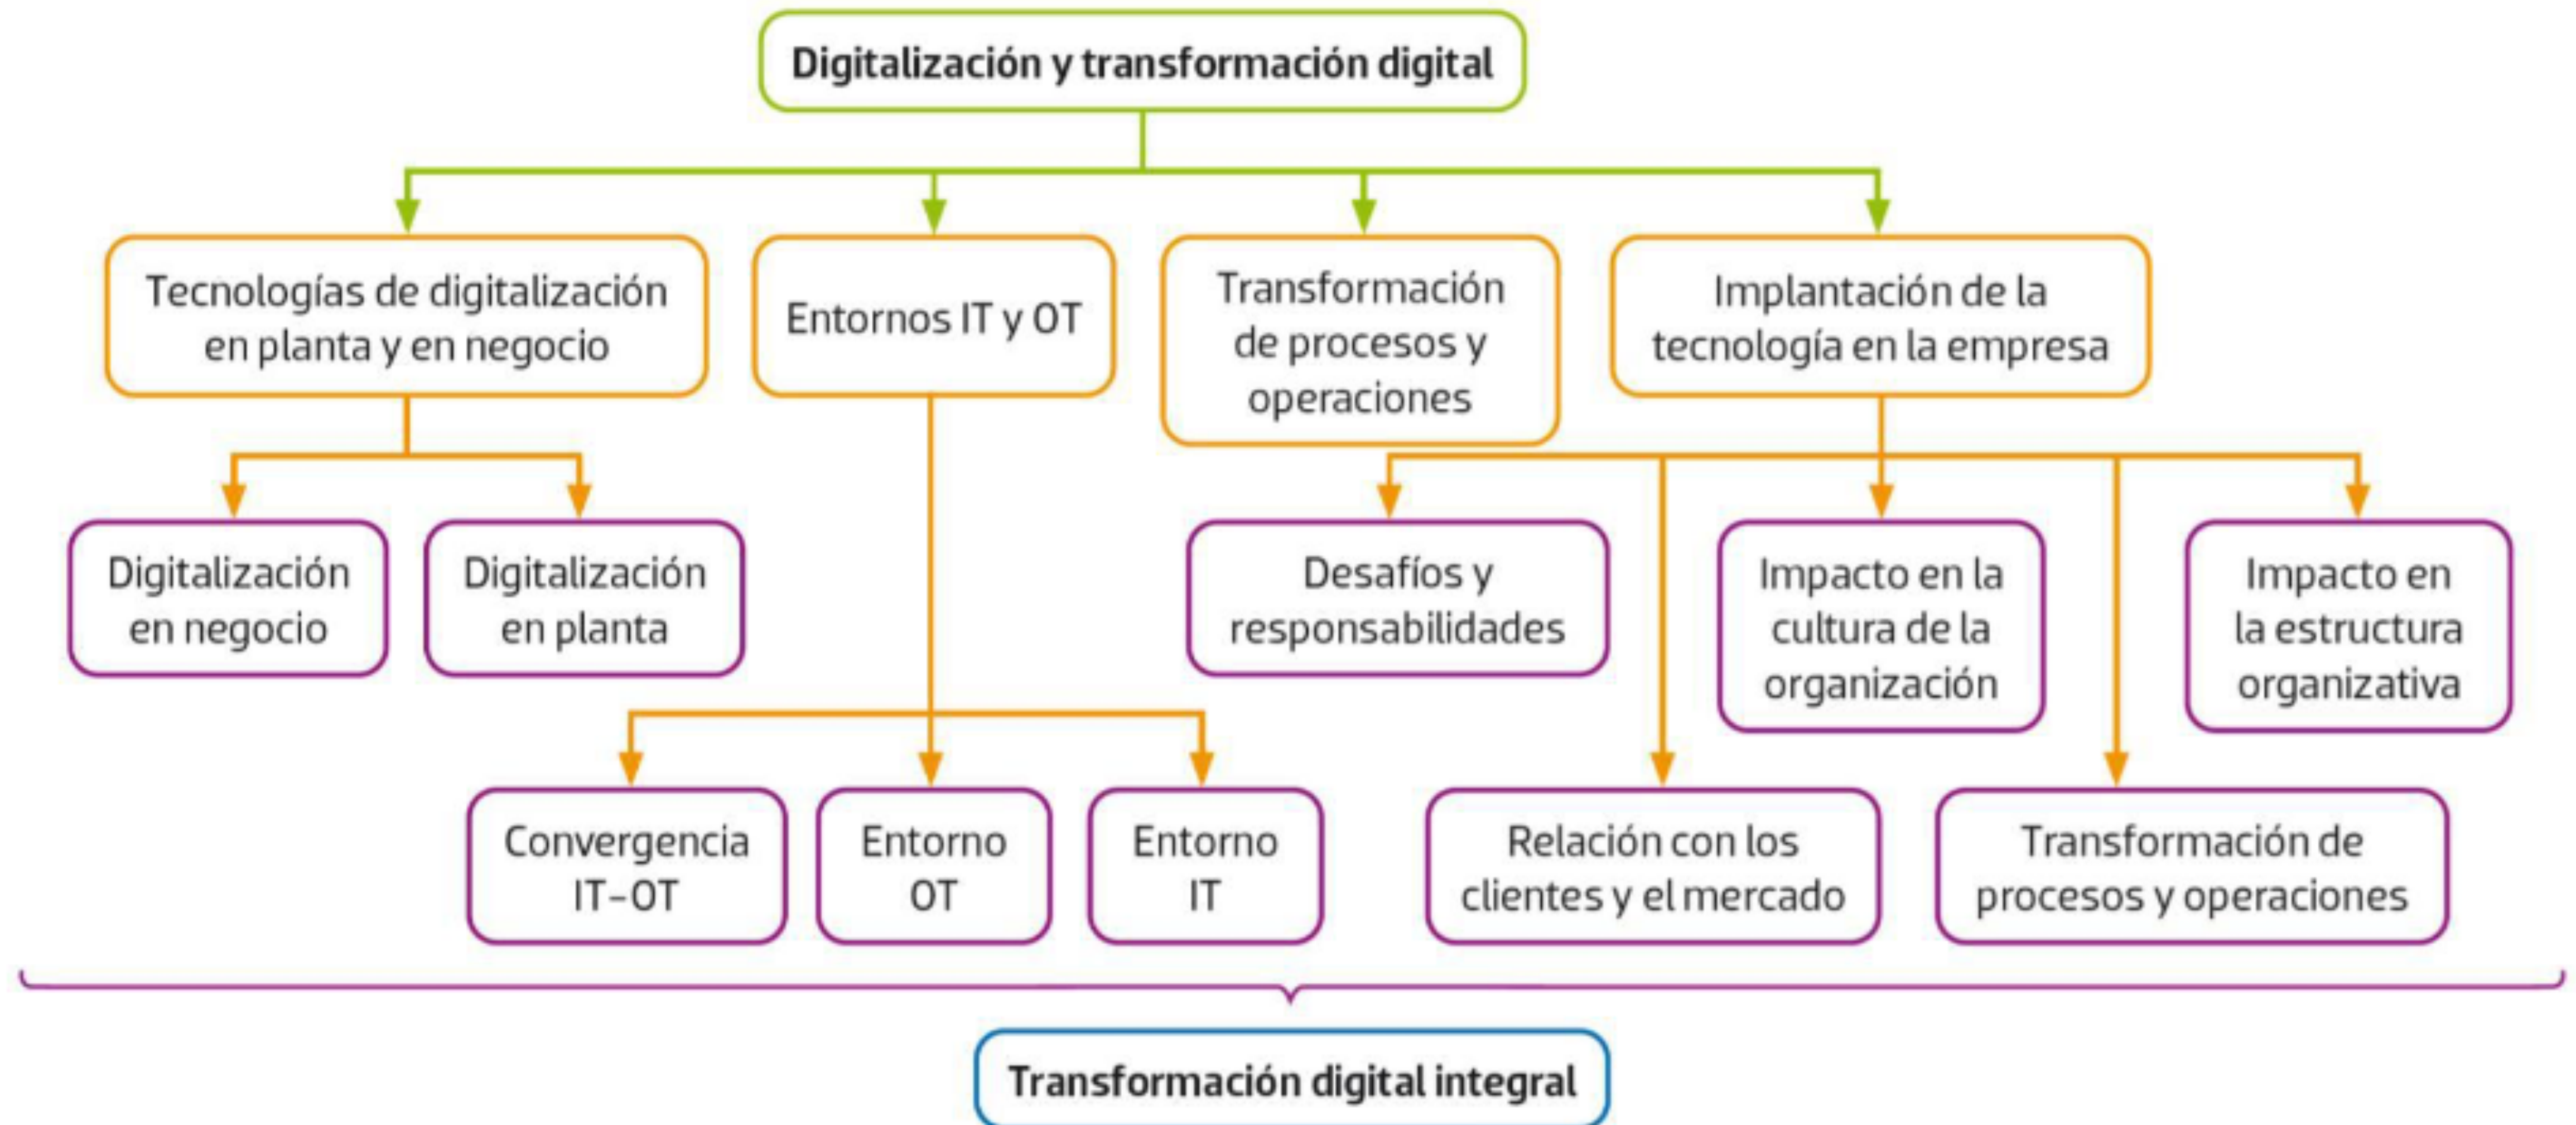 Digitalización y transformación digital
Tecnologías de digitalización
en planta y en negocio
Entornos IT y OT
Transformación
de procesos y
operaciones
Implantación de la
tecnología en la empresa
Digitalización
en negocio
Digitalización
en planta
Desafíos y
responsabilidades
Impacto en la
cultura de la
organización
Impacto en
la estructura
organizativa
Convergencia
IT-OT
Entorno
OT
Entorno
IT
Relación con los
clientes y el mercado
Transformación de
procesos y operaciones
Transformación digital integral